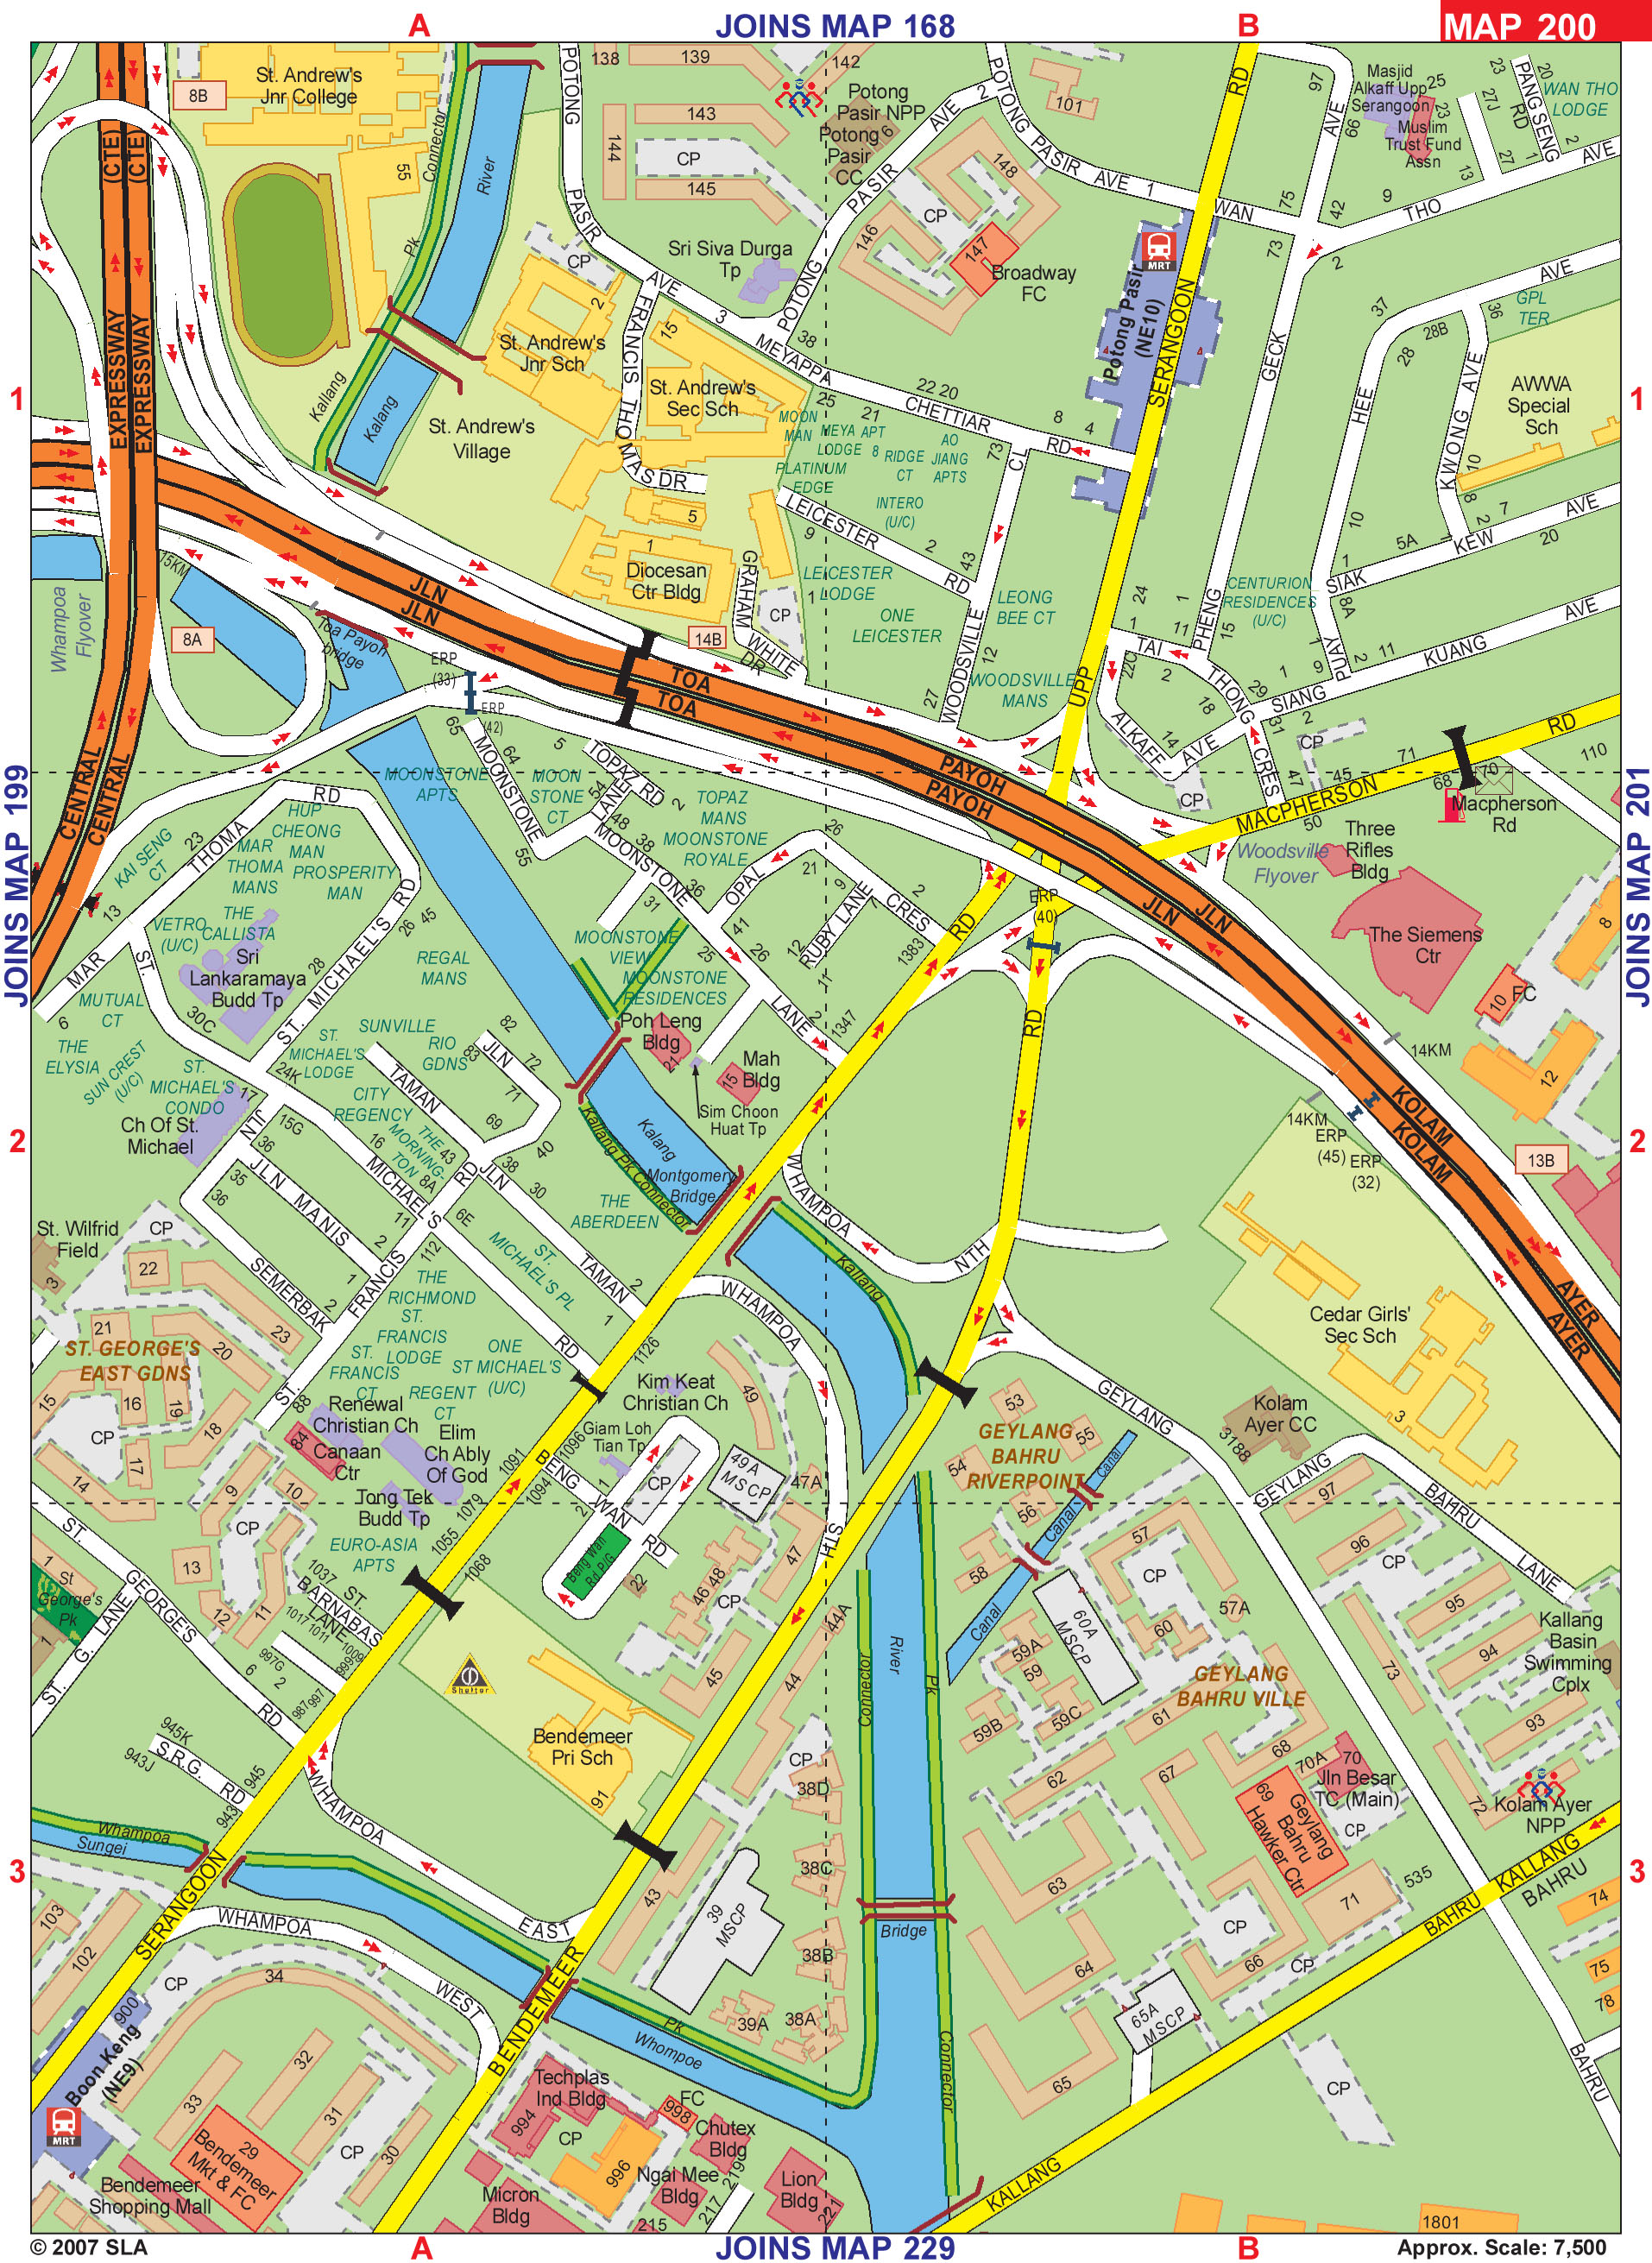 A
JOINS MAP 168
B
MAP 200
JOINS MAP 199
JOINS MAP 201
1
1
2
2
3
3
St. Andrew's
Jnr College
8B
(CTE)
(CTE)
55
Connector
River
Pk
Kallang
Kalang
EXPRESSWAY
EXPRESSWAY
POTONG
PASIR
AVE
3
138
139
142
143
144
CP
145
Potong
Pasir NPP
Potong
6
Pasir
CC
POTONG
PASIR
AVE
2
POTONG PASIR AVE 1
101
148
CP
146
147
Broadway
FC
Sri Siva Durga
Tp
CP
St. Andrew's
Jnr Sch
2
FRANCIS THOMAS DR
15
St. Andrew's
Sec Sch
St. Andrew's
Village
5
1
Diocesan
Ctr Bldg
GRAHAM
WHITE
DR
CP
14B
MEYAPPA
CHETTIAR
RD
38
22 20
8
4
25
21
MOON
MAN
MEYA
LODGE
APT
8
RIDGE
CT
AO
JIANG
APTS
PLATINUM
EDGE
INTERO
(U/C)
73
CL
LEICESTER
RD
9
2
43
LEICESTER
LODGE
1
ONE
LEICESTER
LEONG
BEE CT
WOODSVILLE
12
27
WOODSVILLE
MANS
RD
SERANGOON
UPP
MRT
Potong Pasir
(NE10)
WAN
THO
AVE
97
AVE
66
75
42
73
2
9
13
Masjid
Alkaff Upp
Serangoon
25
23
Muslim
Trust Fund
Assn
23
27J
27
20
PANG SENG
RD
1
2
WAN THO
LODGE
GECK
PHENG
HEE
AVE
37
28B
28
36
GPL
TER
KWONG AVE
AWWA
Special
Sch
10
8
2
7
10
5A
KEW
20
AVE
1
SIAK
8A
PUAY
CENTURION
RESIDENCES
(U/C)
24
1
11
15
1
TAI
22C
2
THONG
18
29
31
1
9
1
2
11
SIANG
KUANG
AVE
2
ALKAFF
14
AVE
CRES
47
CP
CP
45
71
MACPHERSON
RD
50
68
70
110
Macpherson
Rd
Three
Rifles
Bldg
Woodsville
Flyover
The Siemens
Ctr
8
10
FC
12
14KM
13B
Whampoa
Flyover
15KM
8A
Toa Payoh
bridge
ERP
(33)
ERP
(42)
JLN
JLN
TOA
TOA
PAYOH
PAYOH
JLN
JLN
KOLAM
KOLAM
AYER
AYER
CENTRAL
CENTRAL
ERP
(40)
14KM
ERP
(45)
ERP
(32)
65
MOONSTONE
64
55
MOONSTONE
APTS
MOON
STONE
CT
5
TOPAZ
RD
2
54
LANE
48
38
MOONSTONE
36
31
TOPAZ
MANS
MOONSTONE
ROYALE
OPAL
26
21
9
2
CRES
RUBY LANE
12
11
41
26
25
LANE
2
1383
1347
RD
MOONSTONE
VIEW
MOONSTONE
RESIDENCES
Poh Leng
Bldg
21
Mah
Bldg
15
Sim Choon
Huat Tp
RD
THOMA
MAR
23
13
6
KAI SENG
CT
HUP
CHEONG
MAN
MAR
THOMA
MANS
PROSPERITY
MAN
VETRO
(U/C)
THE
CALLISTA
Sri
Lankaramaya
Budd Tp
28
26
45
ST. MICHAEL'S
RD
REGAL
MANS
MUTUAL
CT
THE
ELYSIA
SUN CREST
(U/C)
ST.
30C
ST.
MICHAEL'S
CONDO
17
Ch Of St.
Michael
24K
ST.
MICHAEL'S
LODGE
SUNVILLE
RIO
GDNS
82
83
JLN
72
71
69
TAMAN
CITY
REGENCY
THE
MORNING-
TON
43
8A
16
15G
MICHAEL'S
RD
40
38
JLN
30
TAMAN
2
1
6E
11
112
RD
36
35
36
JLN MANIS
2
1
SEMERBAK
2
FRANCIS
ST.
88
ST.
MICHAEL'S PL
THE
RICHMOND
ST.
FRANCIS
LODGE
ST.
FRANCIS
CT
ONE
ST MICHAEL'S
(U/C)
REGENT
CT
St. Wilfrid
Field
3
CP
22
21
23
20
ST. GEORGE'S
EAST GDNS
15
16
19
18
CP
17
14
9
10
CP
13
12
11
Kalang
Kallang Pk Connector
Montgomery
Bridge
THE
ABERDEEN
WHAMPOA
NTH
Kallang
Cedar Girls'
Sec Sch
3
WHAMPOA
STH
1126
Kim Keat
Christian Ch
49
Giam Loh
Tian Tp
1096
1094
1091
1079
1055
1068
BENG WAN RD
1
2
CP
49A
MSCP
47A
47
Beng Wan
Rd P/G
22
46 48
CP
45
44A
44
Renewal
Christian Ch
84
Canaan
Ctr
Elim
Ch Ably
Of God
Tong Tek
Budd Tp
EURO-ASIA
APTS
GEYLANG
BAHRU
LANE
Kolam
Ayer CC
3188
53
54
55
56
58
GEYLANG
BAHRU
RIVERPOINT
Canal
Canal
Canal
57
CP
57A
60
60A
MSCP
59A
59
59B
59C
61
62
GEYLANG
BAHRU VILLE
97
96
CP
95
94
93
73
72
Kallang
Basin
Swimming
Cplx
67
68
70A
70
Jln Besar
TC (Main)
69
Geylang
Bahru
Hawker Ctr
CP
71
Kolam Ayer
NPP
535
63
64
65
66
CP
CP
65A
MSCP
CP
74
75
78
KALLANG
BAHRU
BAHRU
BAHRU
KALLANG
ST.
GEORGE'S
RD
1
St
George's
Pk
1
G. LANE
ST.
1037
ST.
BARNABAS
LANE
1017
1011
6
2
945K
943J
S.R.G. RD
945
943
Shelter
Bendemeer
Pri Sch
91
WHAMPOA
EAST
Whampoa
Sungei
SERANGOON
103
102
WHAMPOA
WEST
CP
34
900
Boon Keng
(NE9)
MRT
33
32
31
30
CP
29
Bendemeer
Mkt & FC
Bendemeer
Shopping Mall
BENDEMEER
43
39
MSCP
CP
38D
38C
38B
38A
39A
Connector
River
Pk
Bridge
Connector
Pk
Whompoe
Techplas
Ind Bldg
994
CP
996
FC
998
Chutex
Bldg
Ngai Mee
Bldg
219C
217
215
Micron
Bldg
Lion
Bldg
221
1801
© 2007 SLA
A
JOINS MAP 229
B
Approx. Scale: 7,500